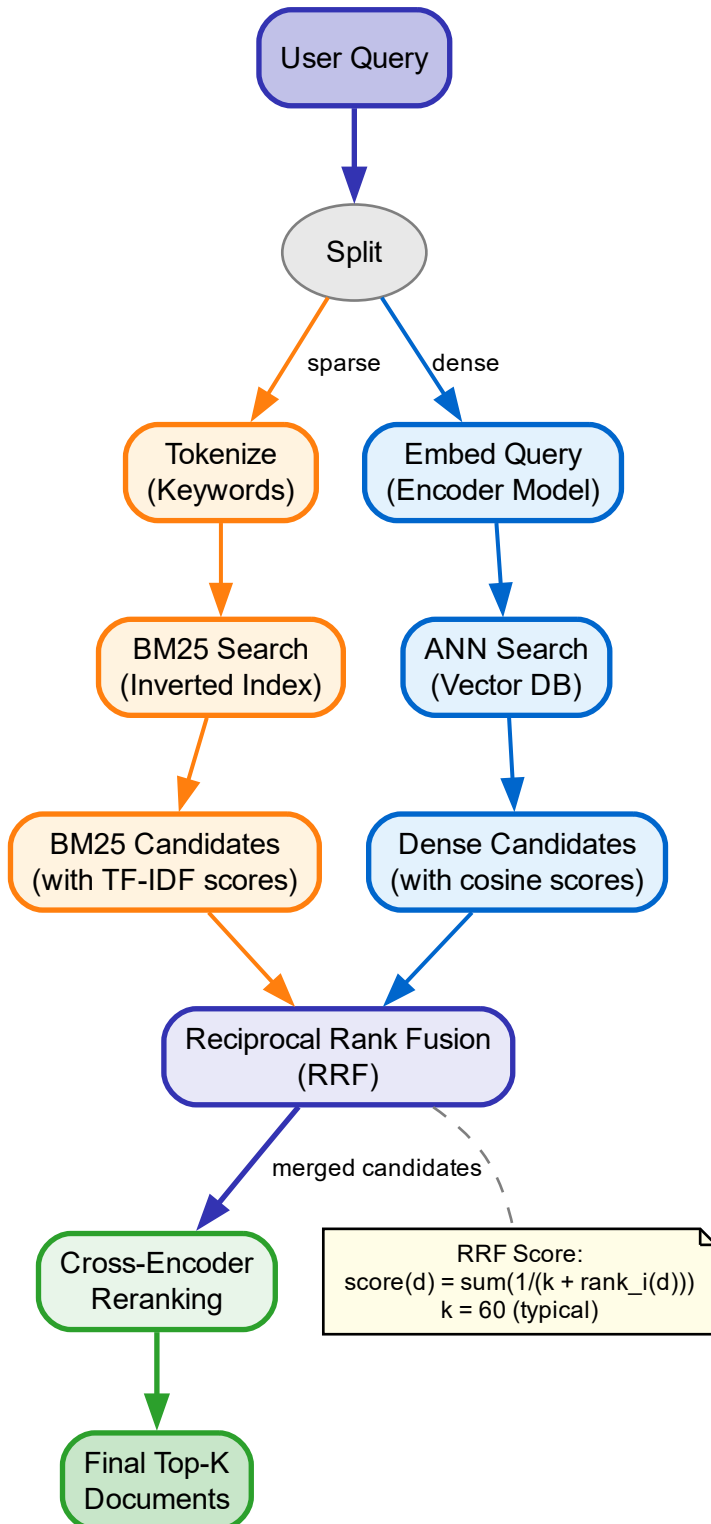 User Query
Split
sparse
dense
Tokenize
(Keywords)
Embed Query
(Encoder Model)
BM25 Search
(Inverted Index)
ANN Search
(Vector DB)
BM25 Candidates
(with TF-IDF scores)
Dense Candidates
(with cosine scores)
Reciprocal Rank Fusion
(RRF)
merged candidates
Cross-Encoder
Reranking
RRF Score:
score(d) = sum(1/(k + rank_i(d)))
k = 60 (typical)
Final Top-K
Documents